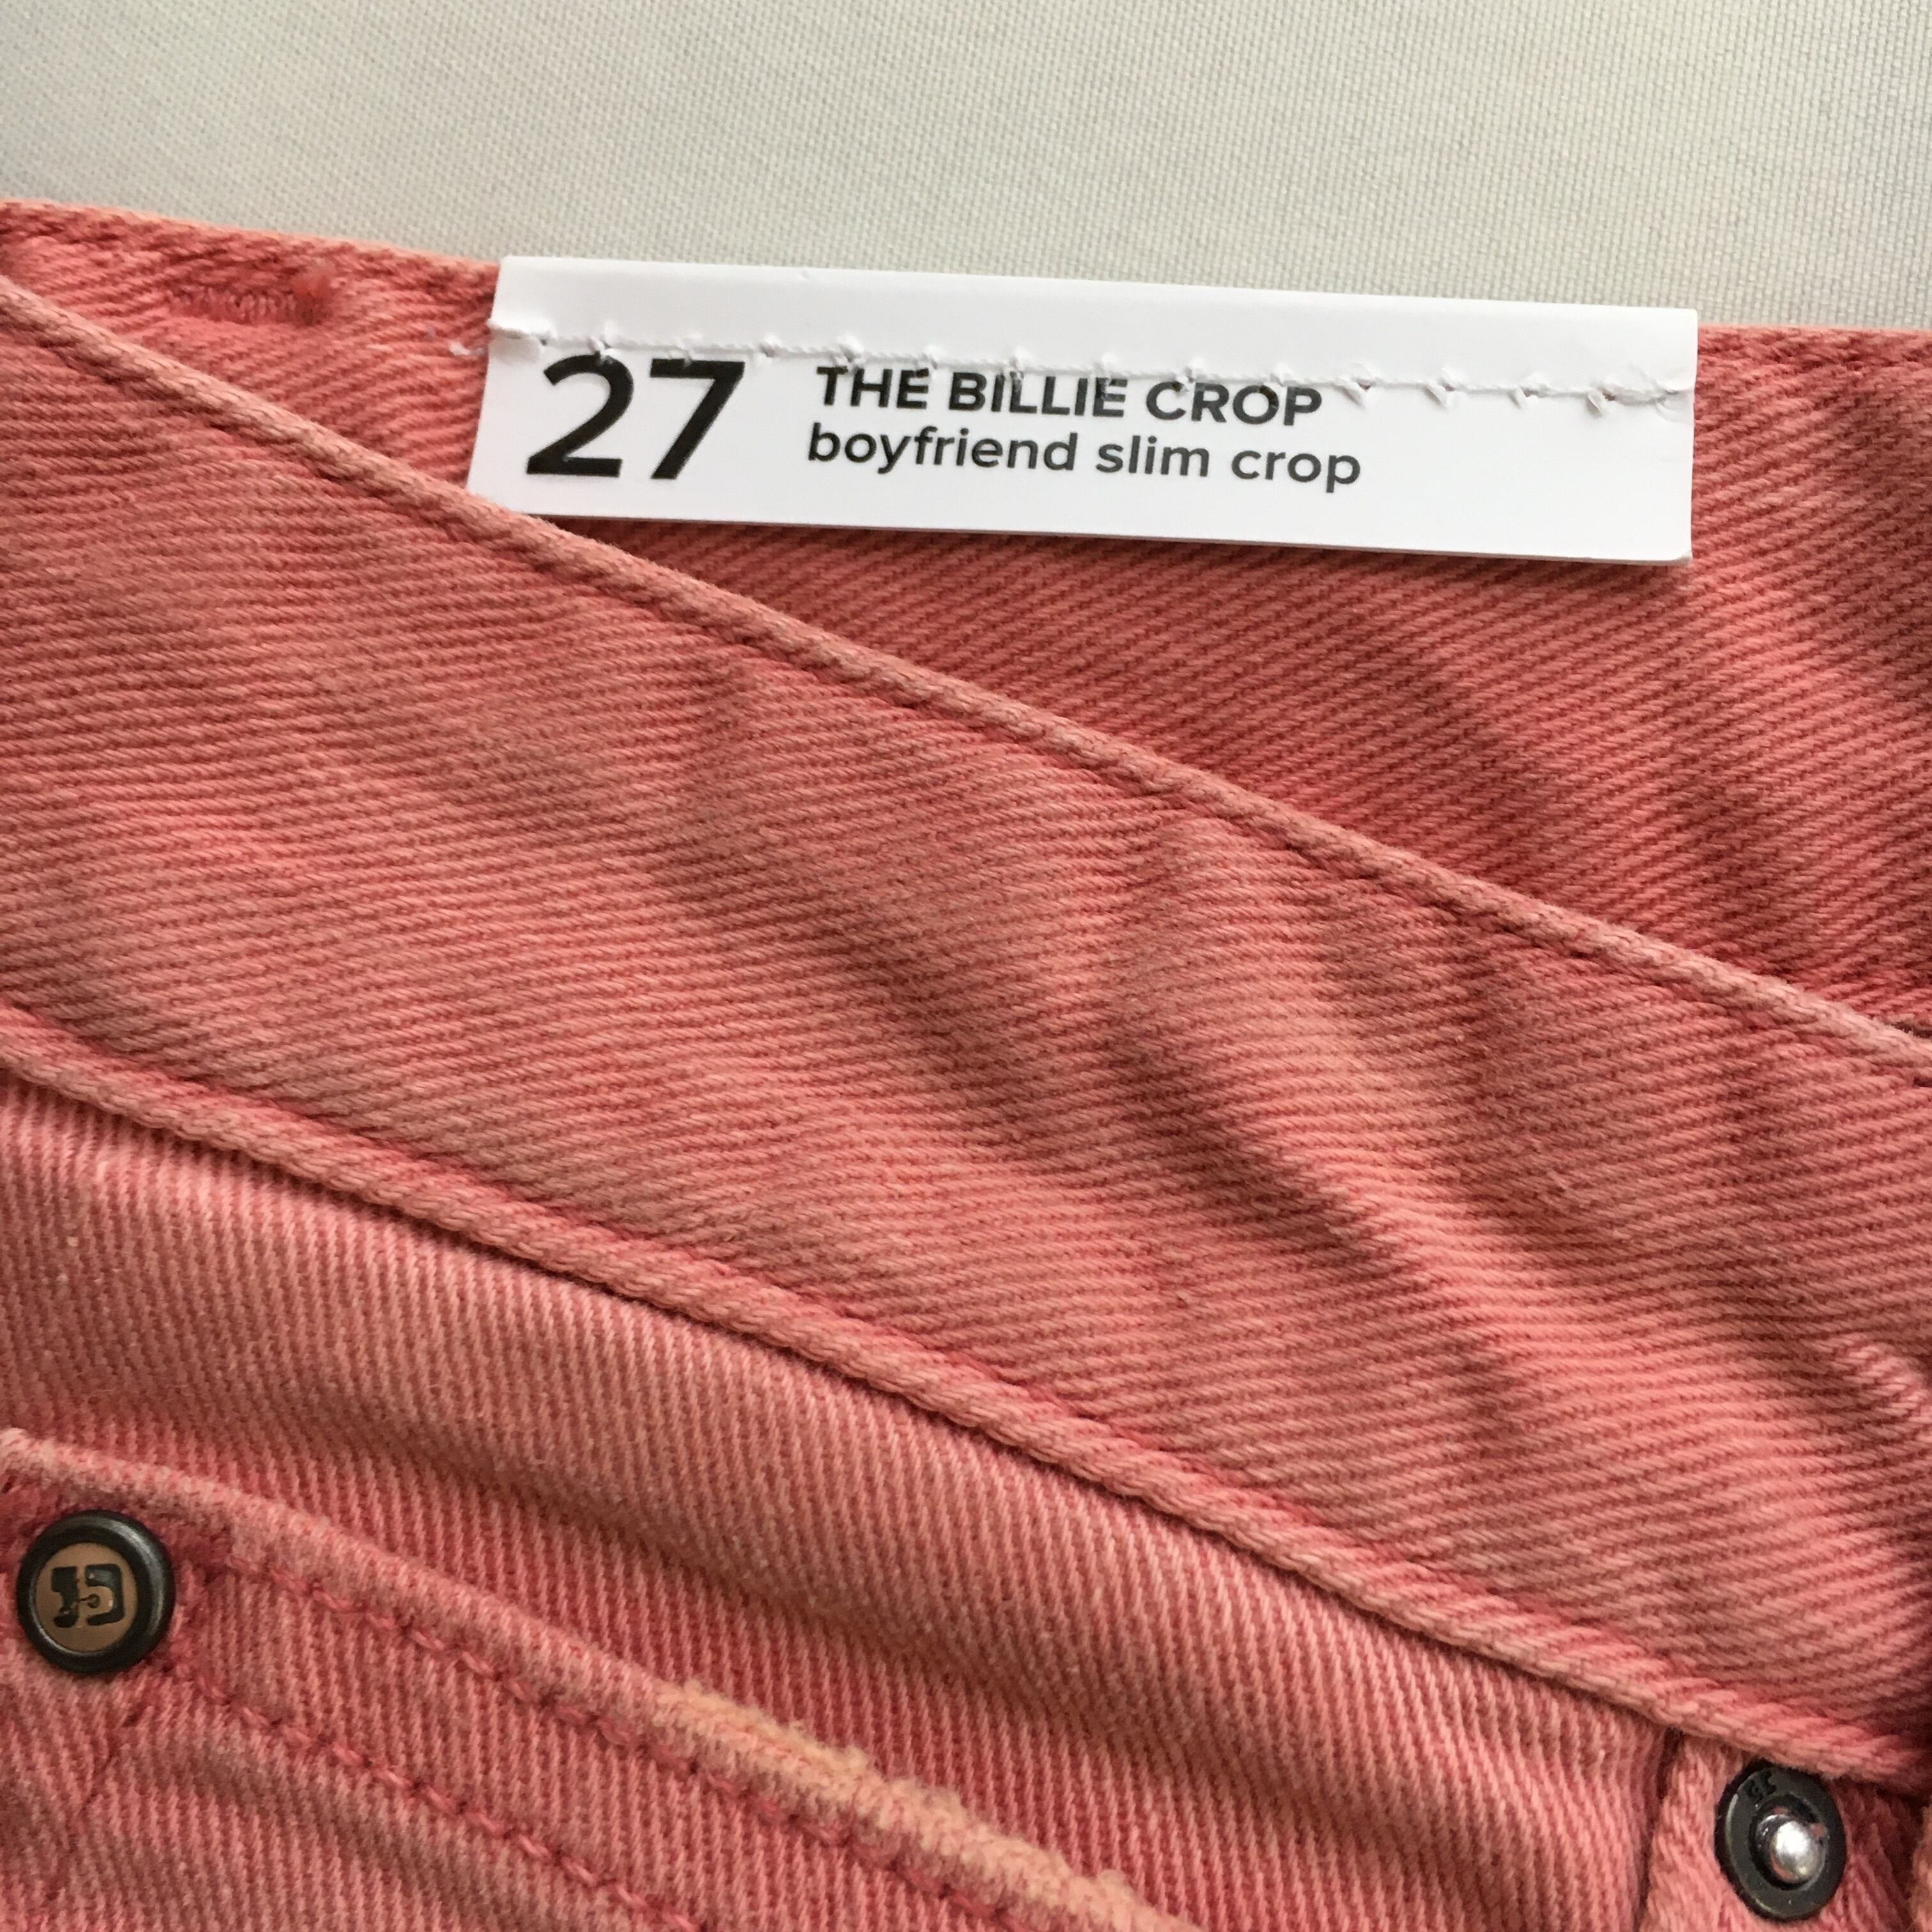 27
THE BILLIE CROP
boyfriend slim crop